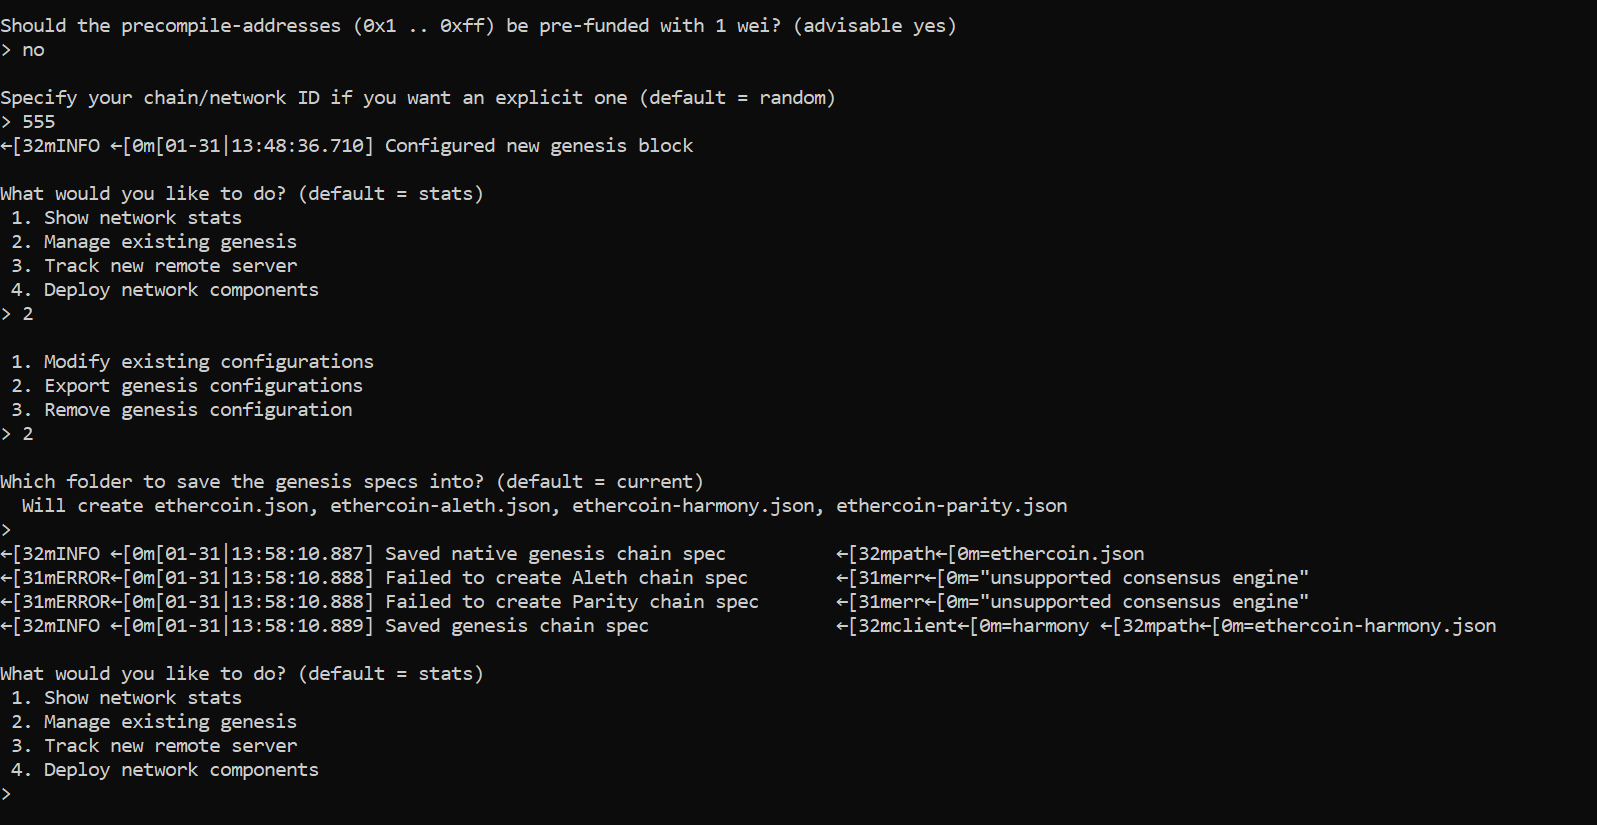 Should the precompile-addresses (0x1 .. 0xff) be pre-funded with 1 wei? (advisable yes)
> no
Specify your chain/network ID if you want an explicit one (default = random)
> 555
←[32mINFO ←[0m[01-31|13:48:36.710] Configured new genesis block
What would you like to do? (default = stats)
1. Show network stats
2. Manage existing genesis
3. Track new remote server
4. Deploy network components
> 2
1. Modify existing configurations
2. Export genesis configurations
3. Remove genesis configuration
> 2
Which folder to save the genesis specs into? (default = current)
Will create ethercoin.json, ethercoin-aleth.json, ethercoin-harmony.json, ethercoin-parity.json
>
←[32mINFO ←[0m[01-31|13:58:10.887] Saved native genesis chain spec ←[32mpath←[0m=ethercoin.json
←[31mERROR←[0m[01-31|13:58:10.888] Failed to create Aleth chain spec ←[31merr←[0m="unsupported consensus engine"
←[31mERROR←[0m[01-31|13:58:10.888] Failed to create Parity chain spec ←[31merr←[0m="unsupported consensus engine"
←[32mINFO ←[0m[01-31|13:58:10.889] Saved genesis chain spec ←[32mclient←[0m=harmony ←[32mpath←[0m=ethercoin-harmony.json
What would you like to do? (default = stats)
1. Show network stats
2. Manage existing genesis
3. Track new remote server
4. Deploy network components
>